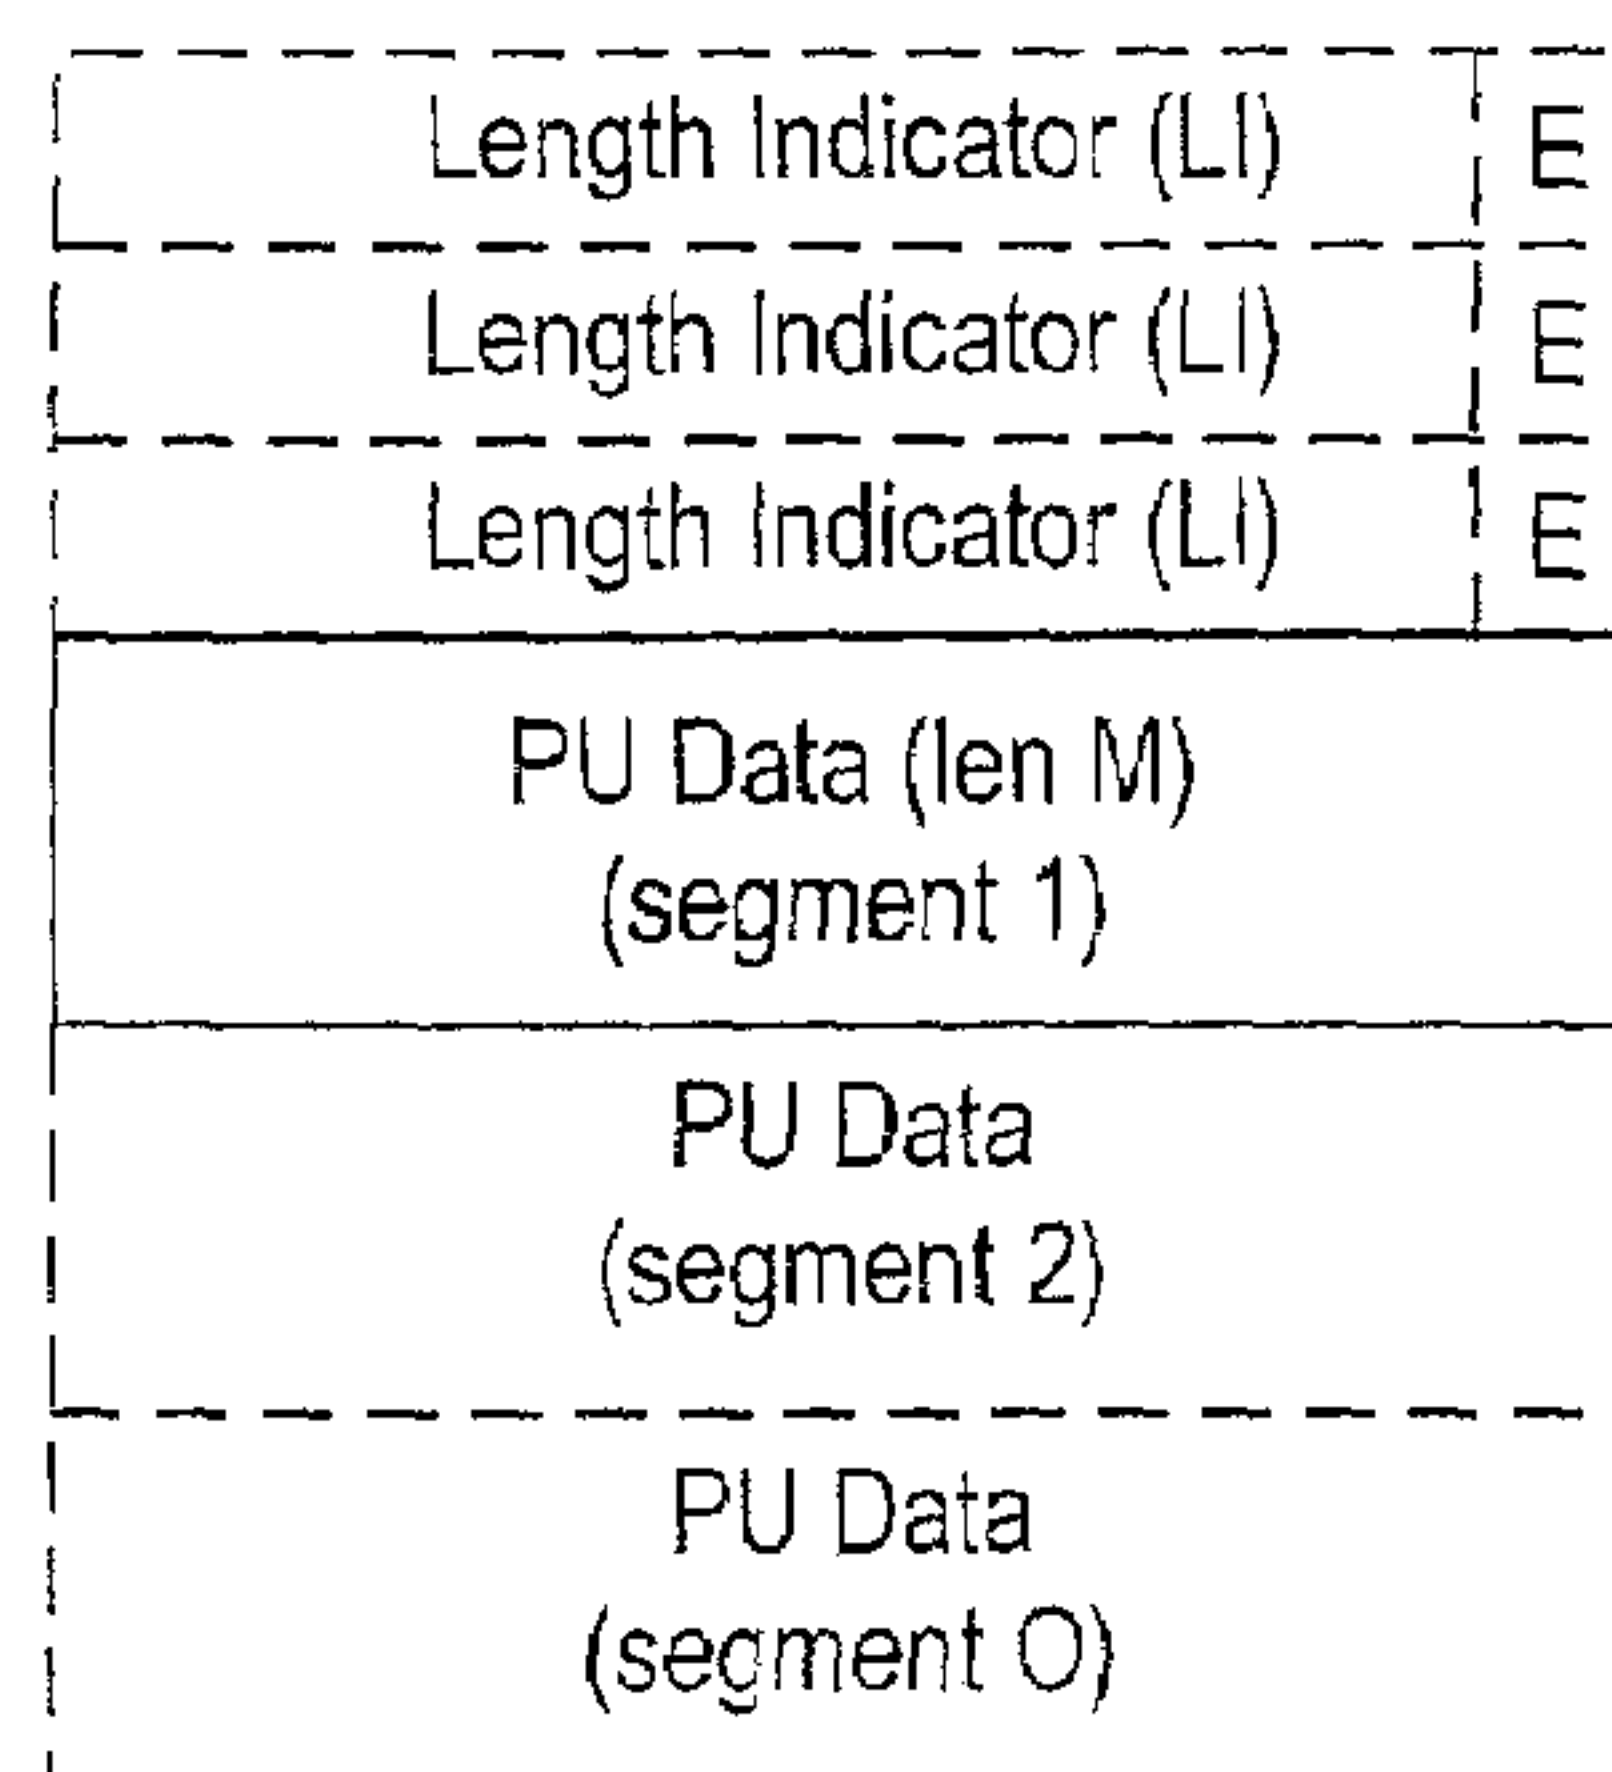 Length Indicator (LI) E
Length Indicator (LI) E
Length Indicator (LI) E
PU Data (len M)
(segment 1)
PU Data
(segment 2)
PU Data
(segment O)